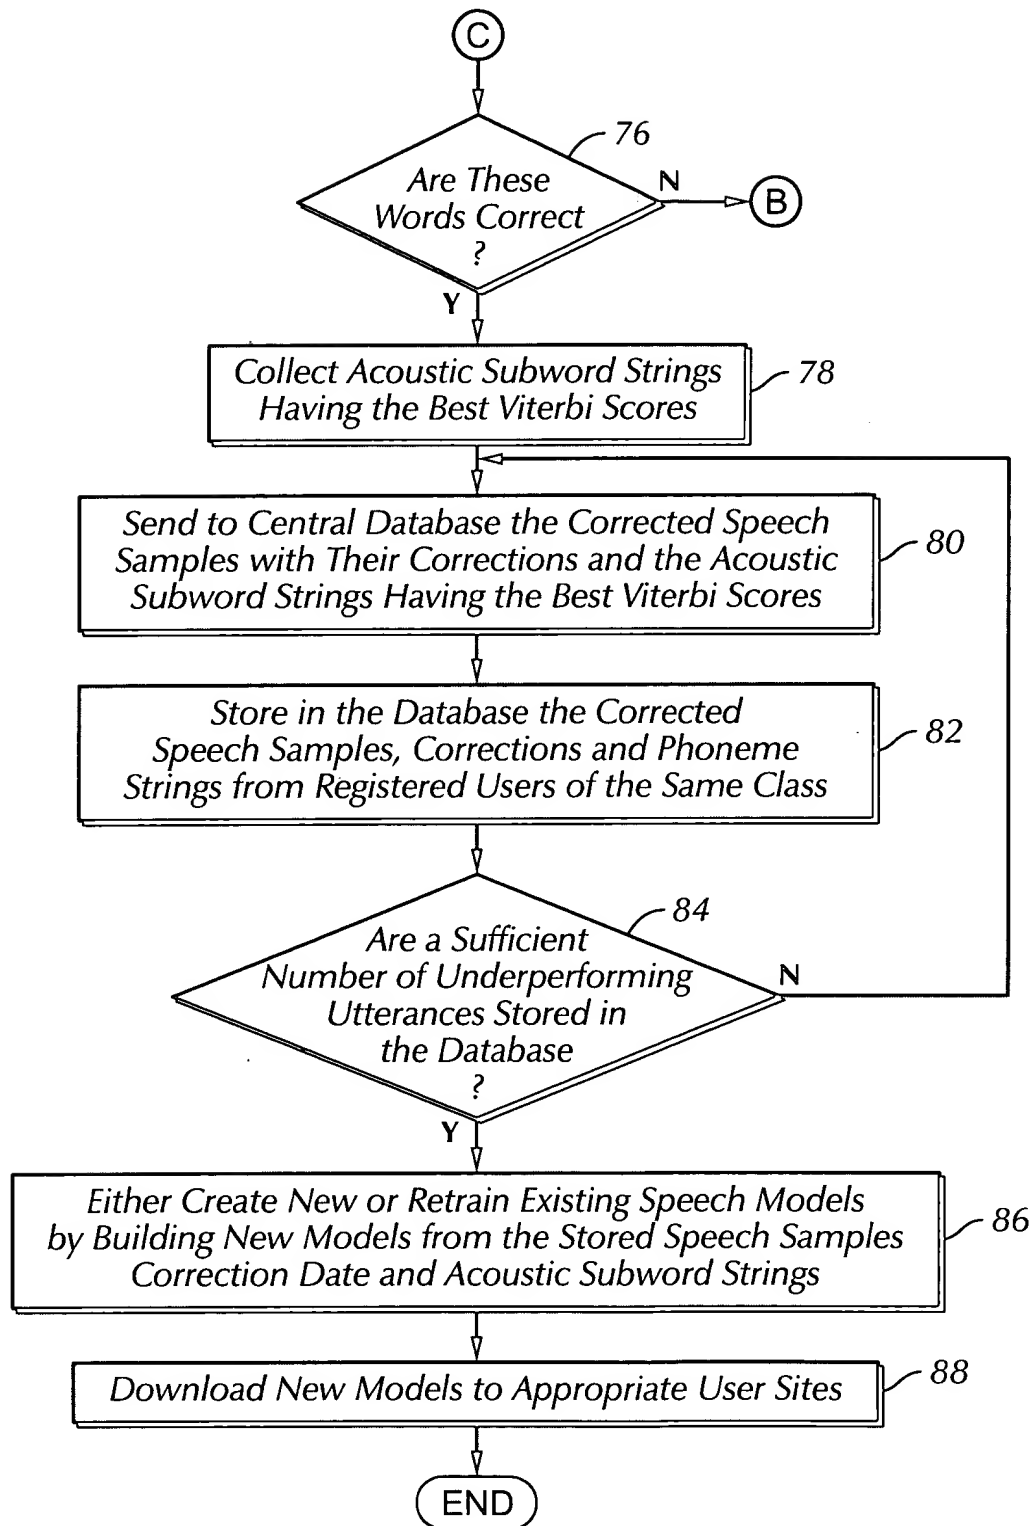 C
76
Are These
Words Correct
?
N
B
Y
Collect Acoustic Subword Strings
Having the Best Viterbi Scores
78
Send to Central Database the Corrected Speech
Samples with Their Corrections and the Acoustic
Subword Strings Having the Best Viterbi Scores
80
Store in the Database the Corrected
Speech Samples, Corrections and Phoneme
Strings from Registered Users of the Same Class
82
84
Are a Sufficient
Number of Underperforming
Utterances Stored in
the Database
?
N
Y
Either Create New or Retrain Existing Speech Models
by Building New Models from the Stored Speech Samples
Correction Date and Acoustic Subword Strings
86
Download New Models to Appropriate User Sites
88
END